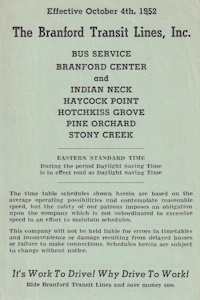 Effective October 4th, 1952
The Branford Transit Lines, Inc.
BUS SERVICE
BRANFORD CENTER
and
INDIAN NECK
HAYCOCK POINT
HOTCHKISS GROVE
PINE ORCHARD
STONY CREEK
EASTERN STANDARD TIME
During the period Daylight Saving Time
is in effect read as Daylight Saving Time
The time table schedules shown herein are based on the
average operating possibilities and contemplate reasonable
speed, but the safety of our patrons imposes an obligation
upon the company which is not subordinated to excessive
speed in an effort to maintain schedules.
This company will not be held liable for errors in timetables
and inconvenience or damage resulting from delayed buses
or failure to make connections. Schedules herein are subject
to change without notice.
It's Work To Drive! Why Drive To Work!
Ride Branford Transit Lines and save money too.